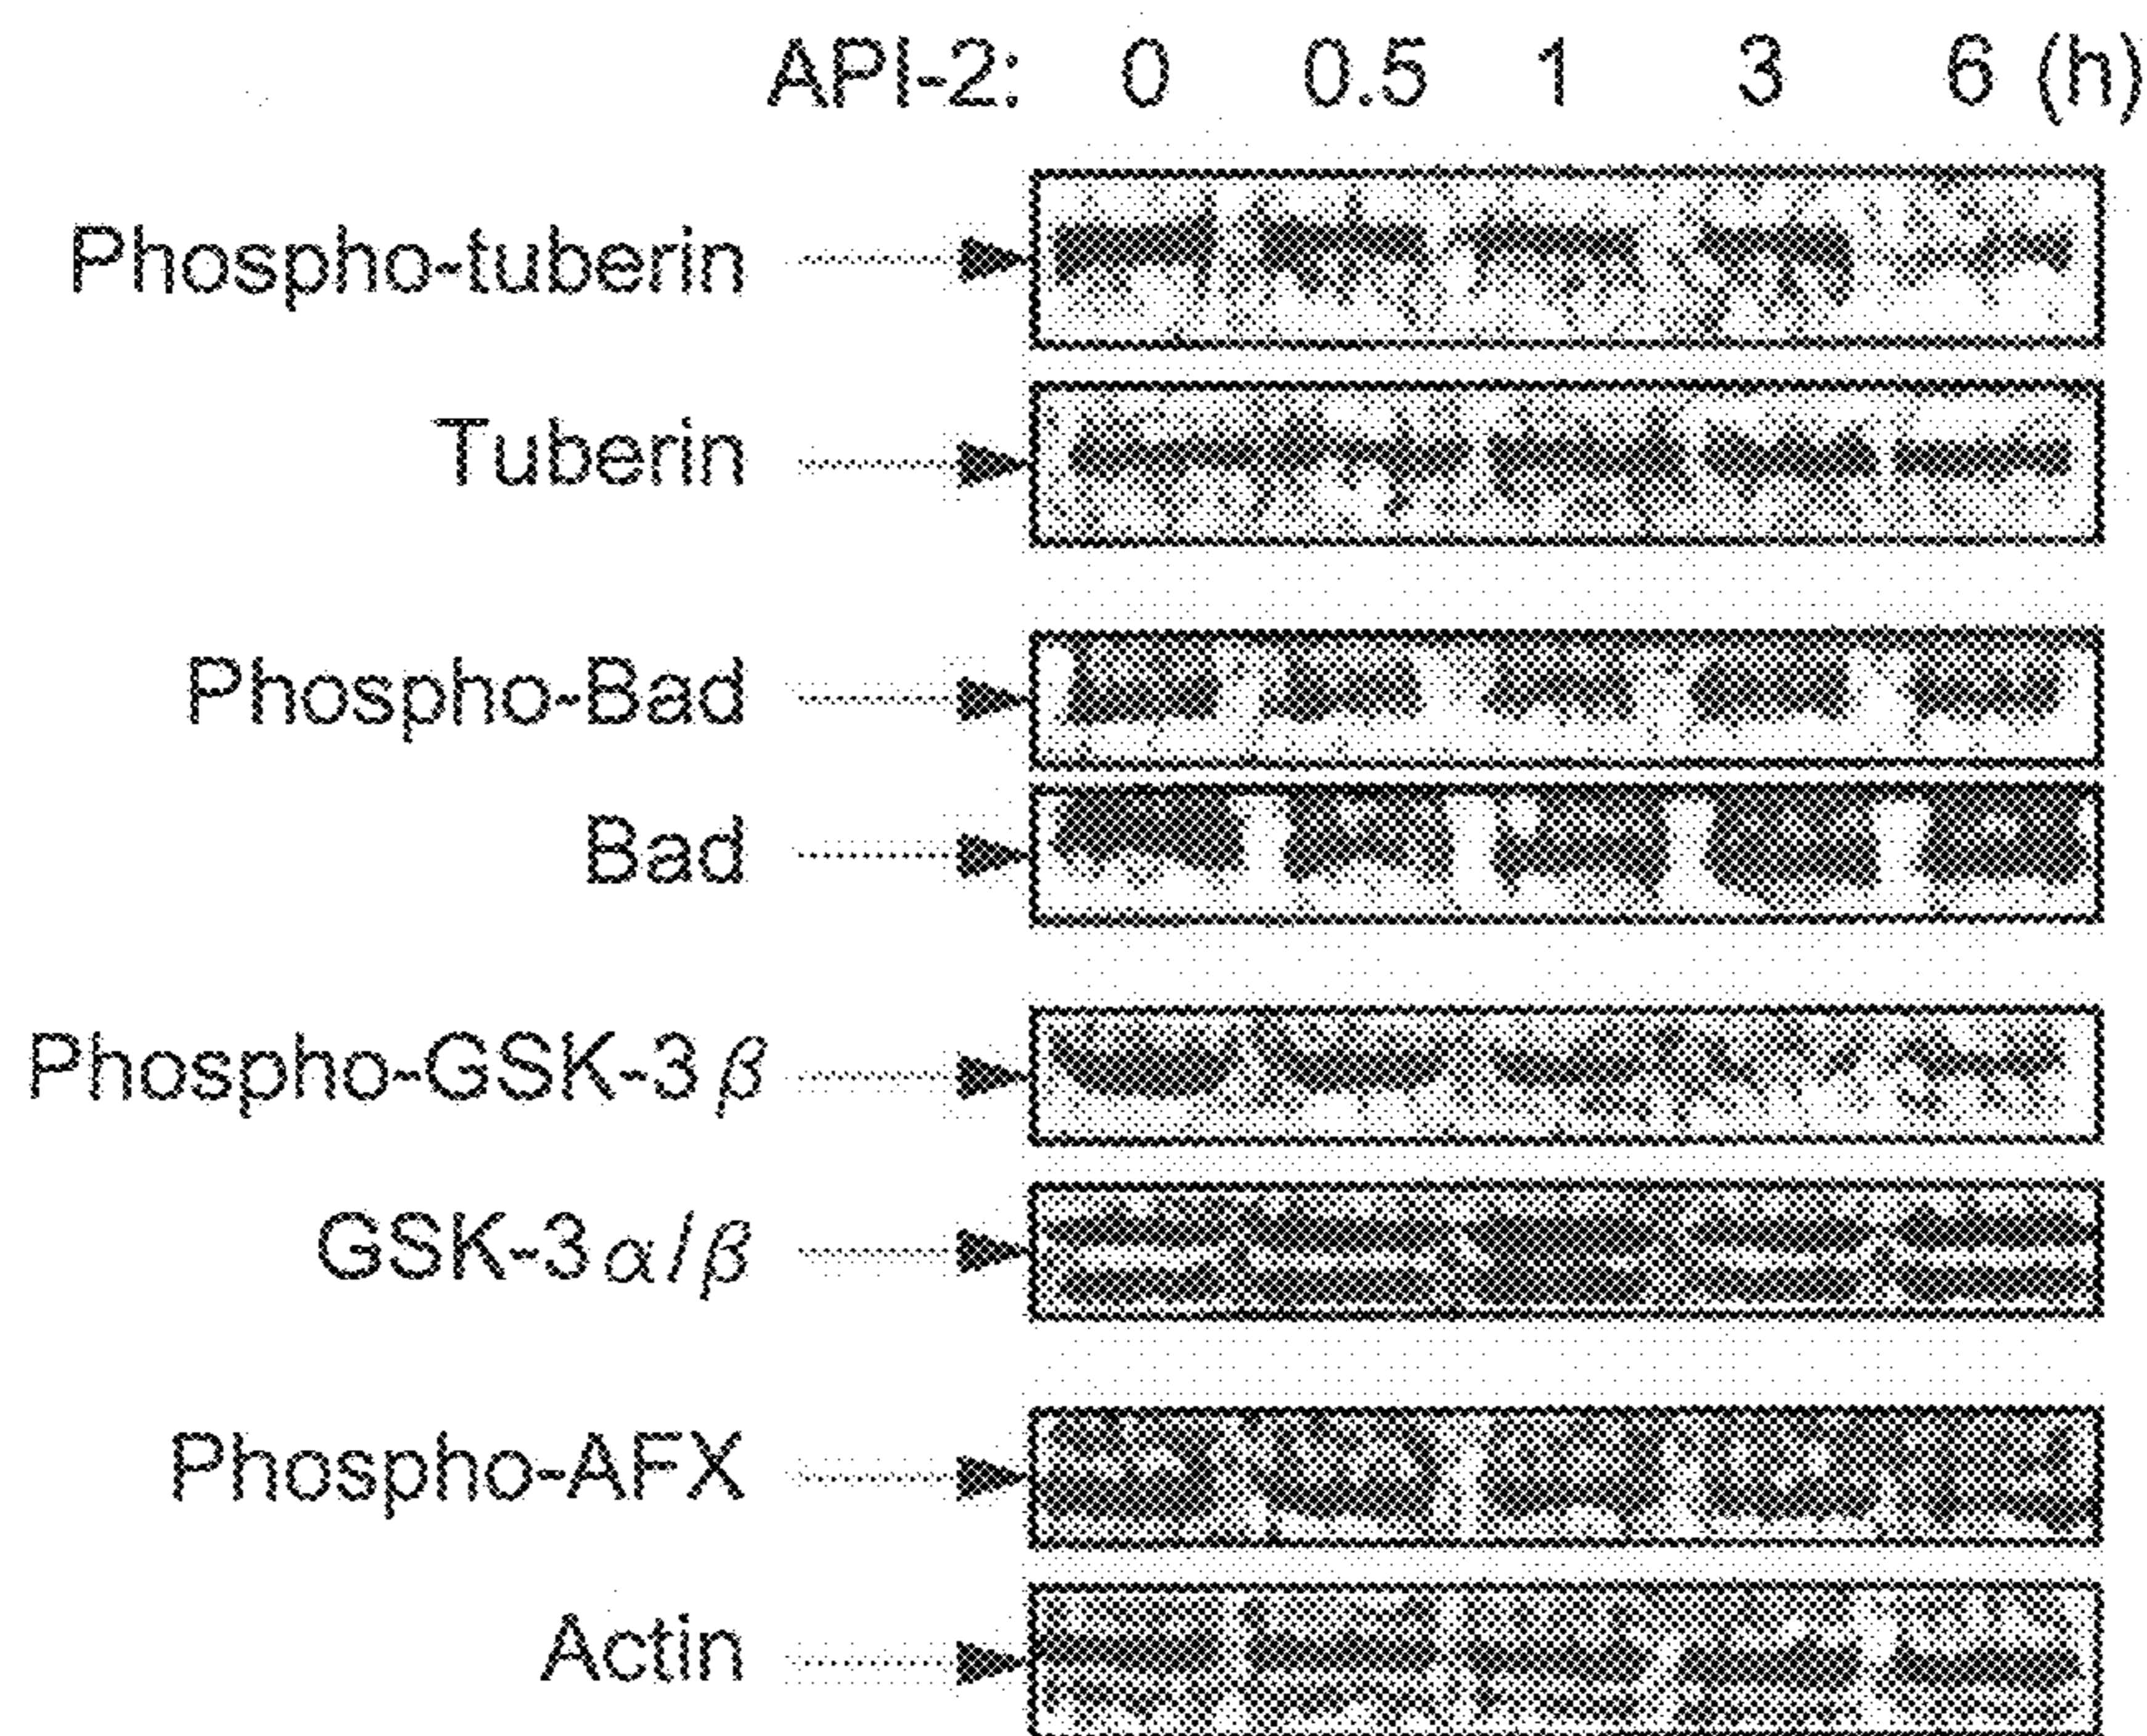 API-2: 0 0.5 1 3 6 (h)
Phospho-tuberin
Tuberin
Phospho-Bad
Bad
Phospho-GSK-3β
GSK-3α/β
Phospho-AFX
Actin